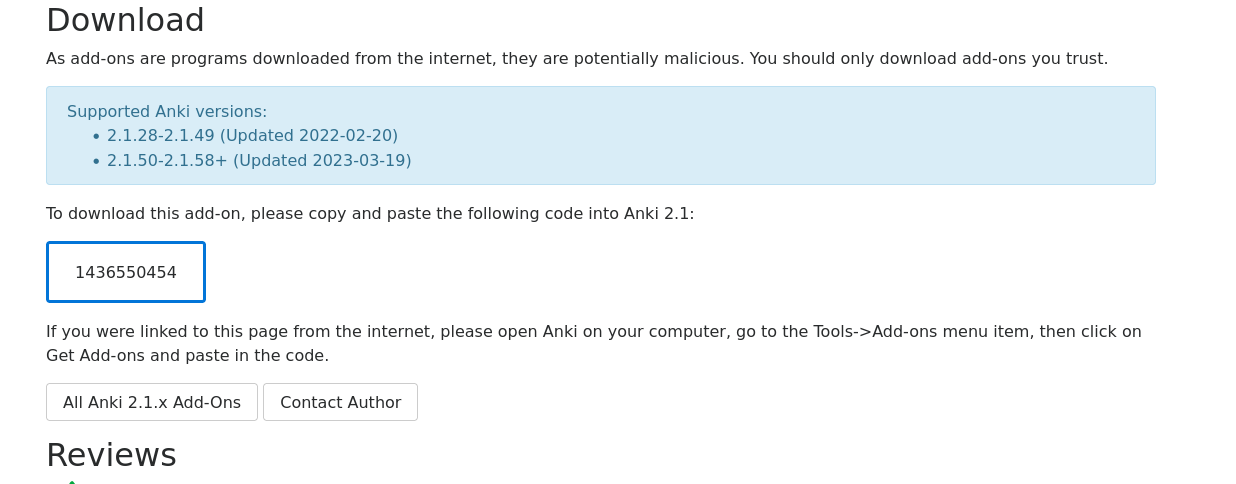 Download
As add-ons are programs downloaded from the internet, they are potentially malicious. You should only download add-ons you trust.
Supported Anki versions:
• 2.1.28-2.1.49 (Updated 2022-02-20)
• 2.1.50-2.1.58+ (Updated 2023-03-19)
To download this add-on, please copy and paste the following code into Anki 2.1:
1436550454
If you were linked to this page from the internet, please open Anki on your computer, go to the Tools->Add-ons menu item, then click on
Get Add-ons and paste in the code.
All Anki 2.1.x Add-Ons Contact Author
Reviews